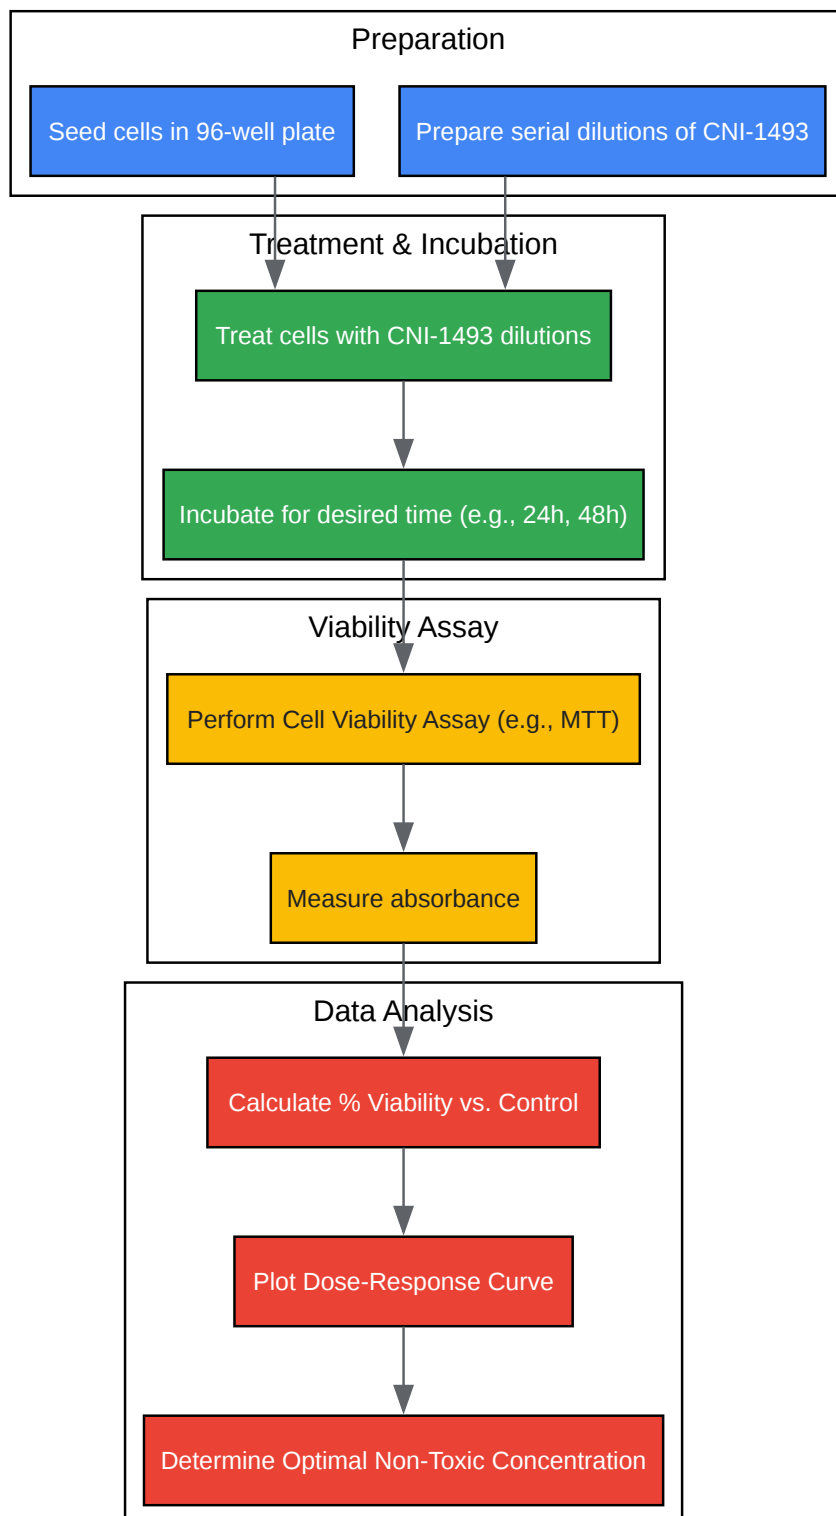 Preparation
Seed cells in 96-well plate
Prepare serial dilutions of CNI-1493
Treatment & Incubation
Treat cells with CNI-1493 dilutions
Incubate for desired time (e.g., 24h, 48h)
Viability Assay
Perform Cell Viability Assay (e.g., MTT)
Measure absorbance
Data Analysis
Calculate % Viability vs. Control
Plot Dose-Response Curve
Determine Optimal Non-Toxic Concentration